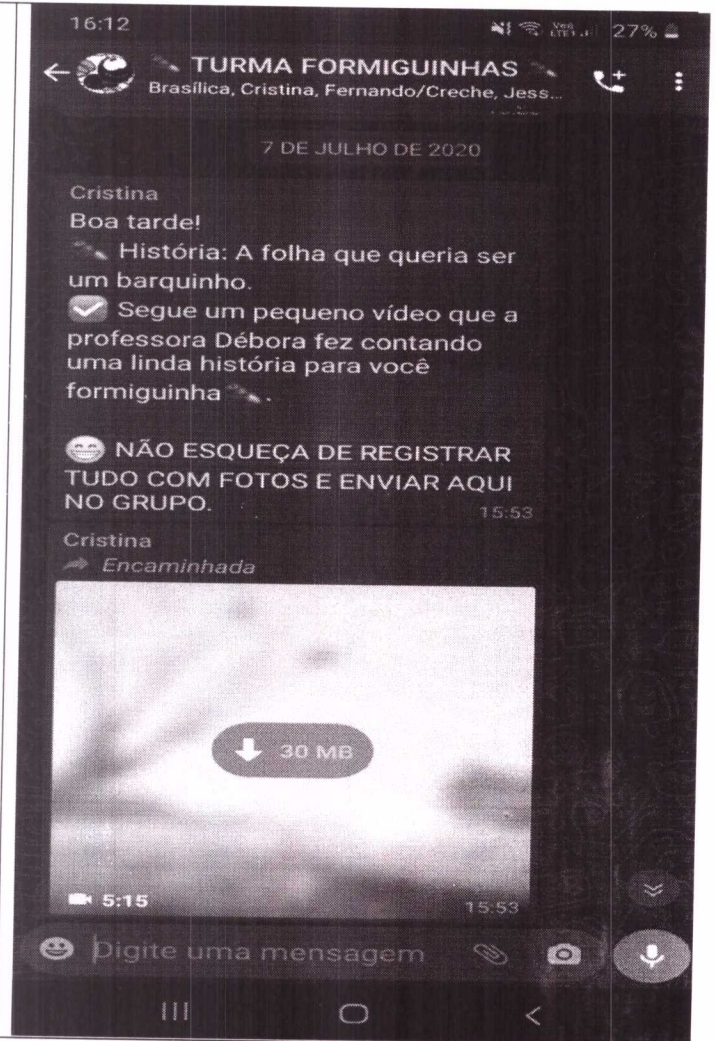 16:12
27%
TURMA FORMIGUINHAS
Brasílica, Cristina, Fernando/Creche, Jess...
7 DE JULHO DE 2020
Cristina
Boa tarde!
História: A folha que queria ser
um barquinho.
Segue um pequeno vídeo que a
professora Débora fez contando
uma linda história para você
formiguinha.
NÃO ESQUEÇA DE REGISTRAR
TUDO COM FOTOS E ENVIAR AQUI
NO GRUPO.
15:53
Cristina
Encaminhada
30 MB
5:15
15:53
Digite uma mensagem